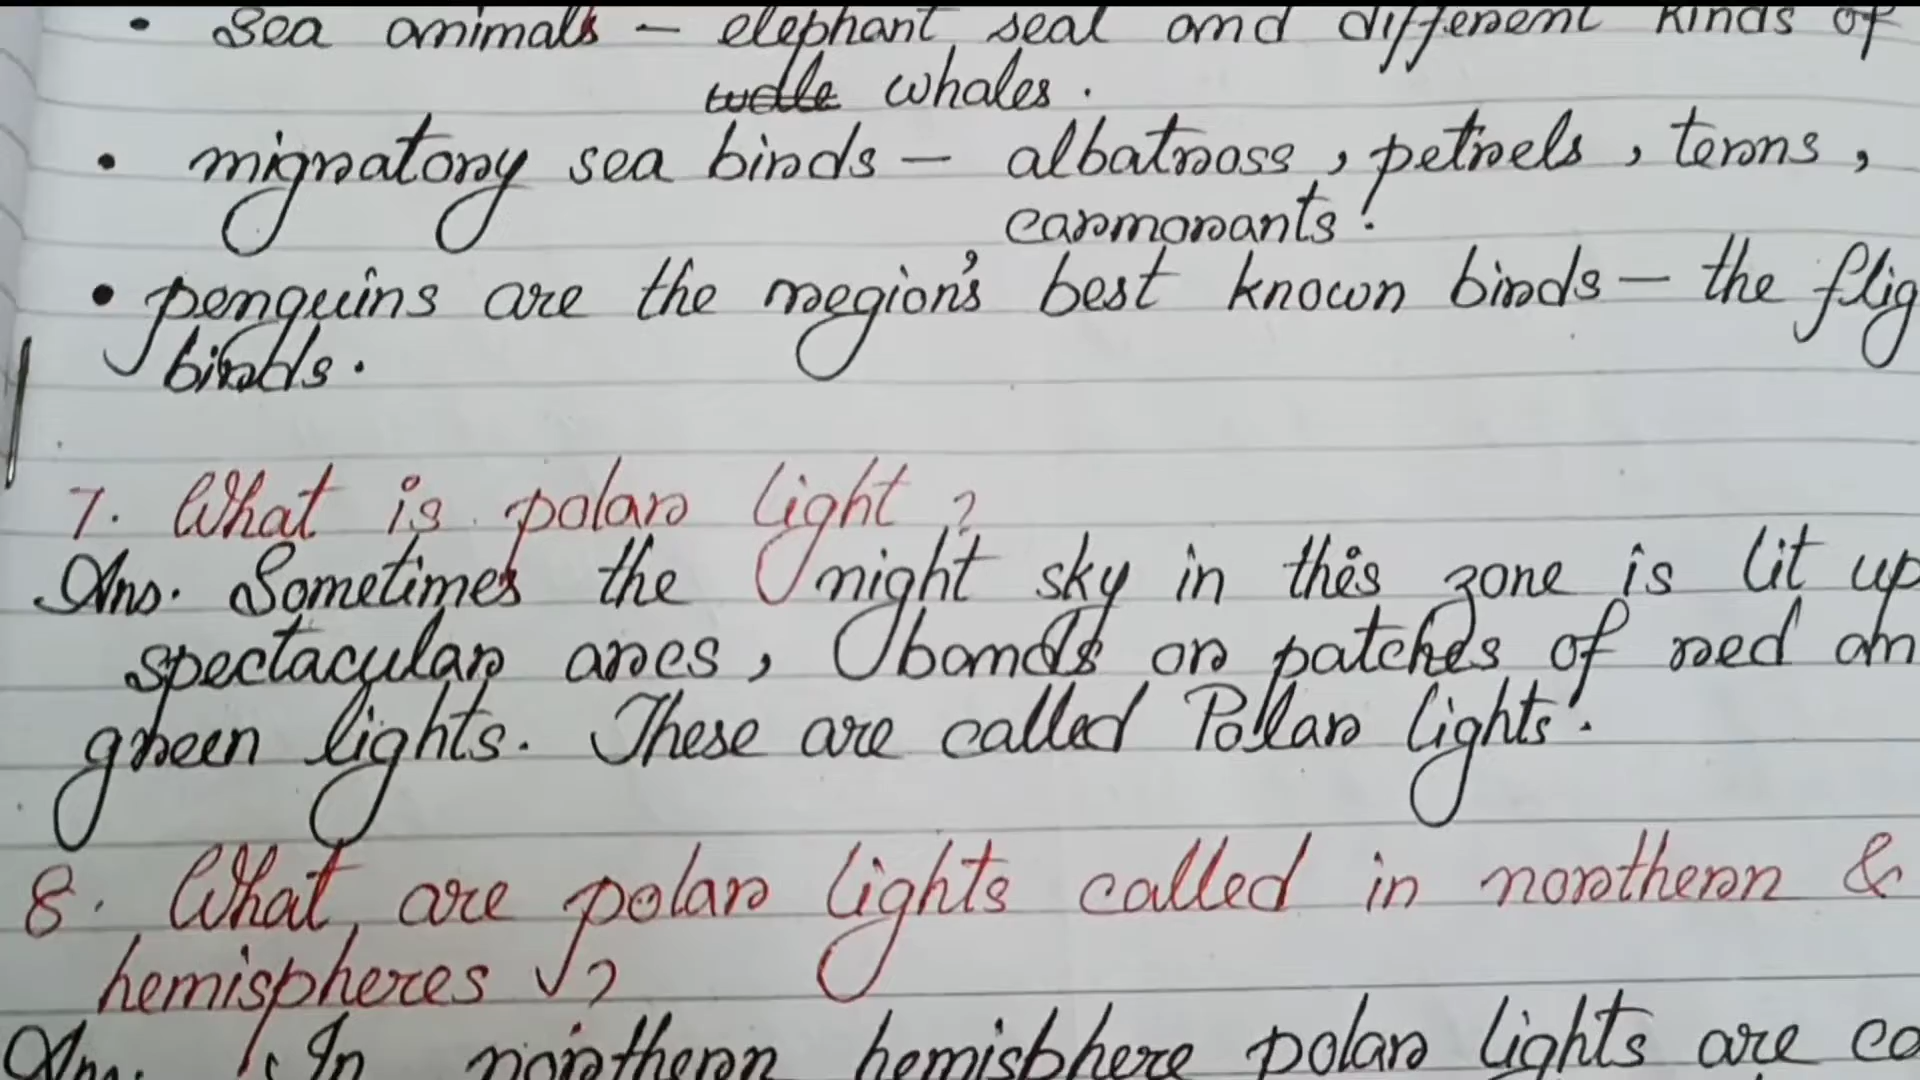 • Sea animals – elephant seal and different kinds of
whales.
• migratory sea birds – albatross, petrels, terns,
carmorants.
• penguins are the region's best known birds – the flig
birds.
7. What is polar light?
Ans. Sometimes the night sky in this zone is lit up
spectacular arcs, bands or patches of red an
green lights. These are called Polar lights'.
8. What are polar lights called in northern &
hemispheres?
Ans. In northern hemisphere polar lights are ca